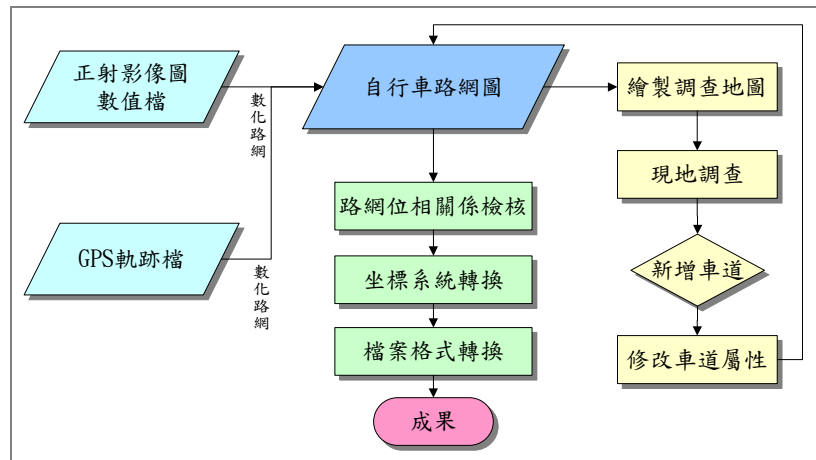 正射影像圖
數值檔
數化路網
自行車路網圖
繪製調查地圖
現地調查
新增車道
修改車道屬性
GPS軌跡檔
數化路網
路網位相關係檢核
坐標系統轉換
檔案格式轉換
成果